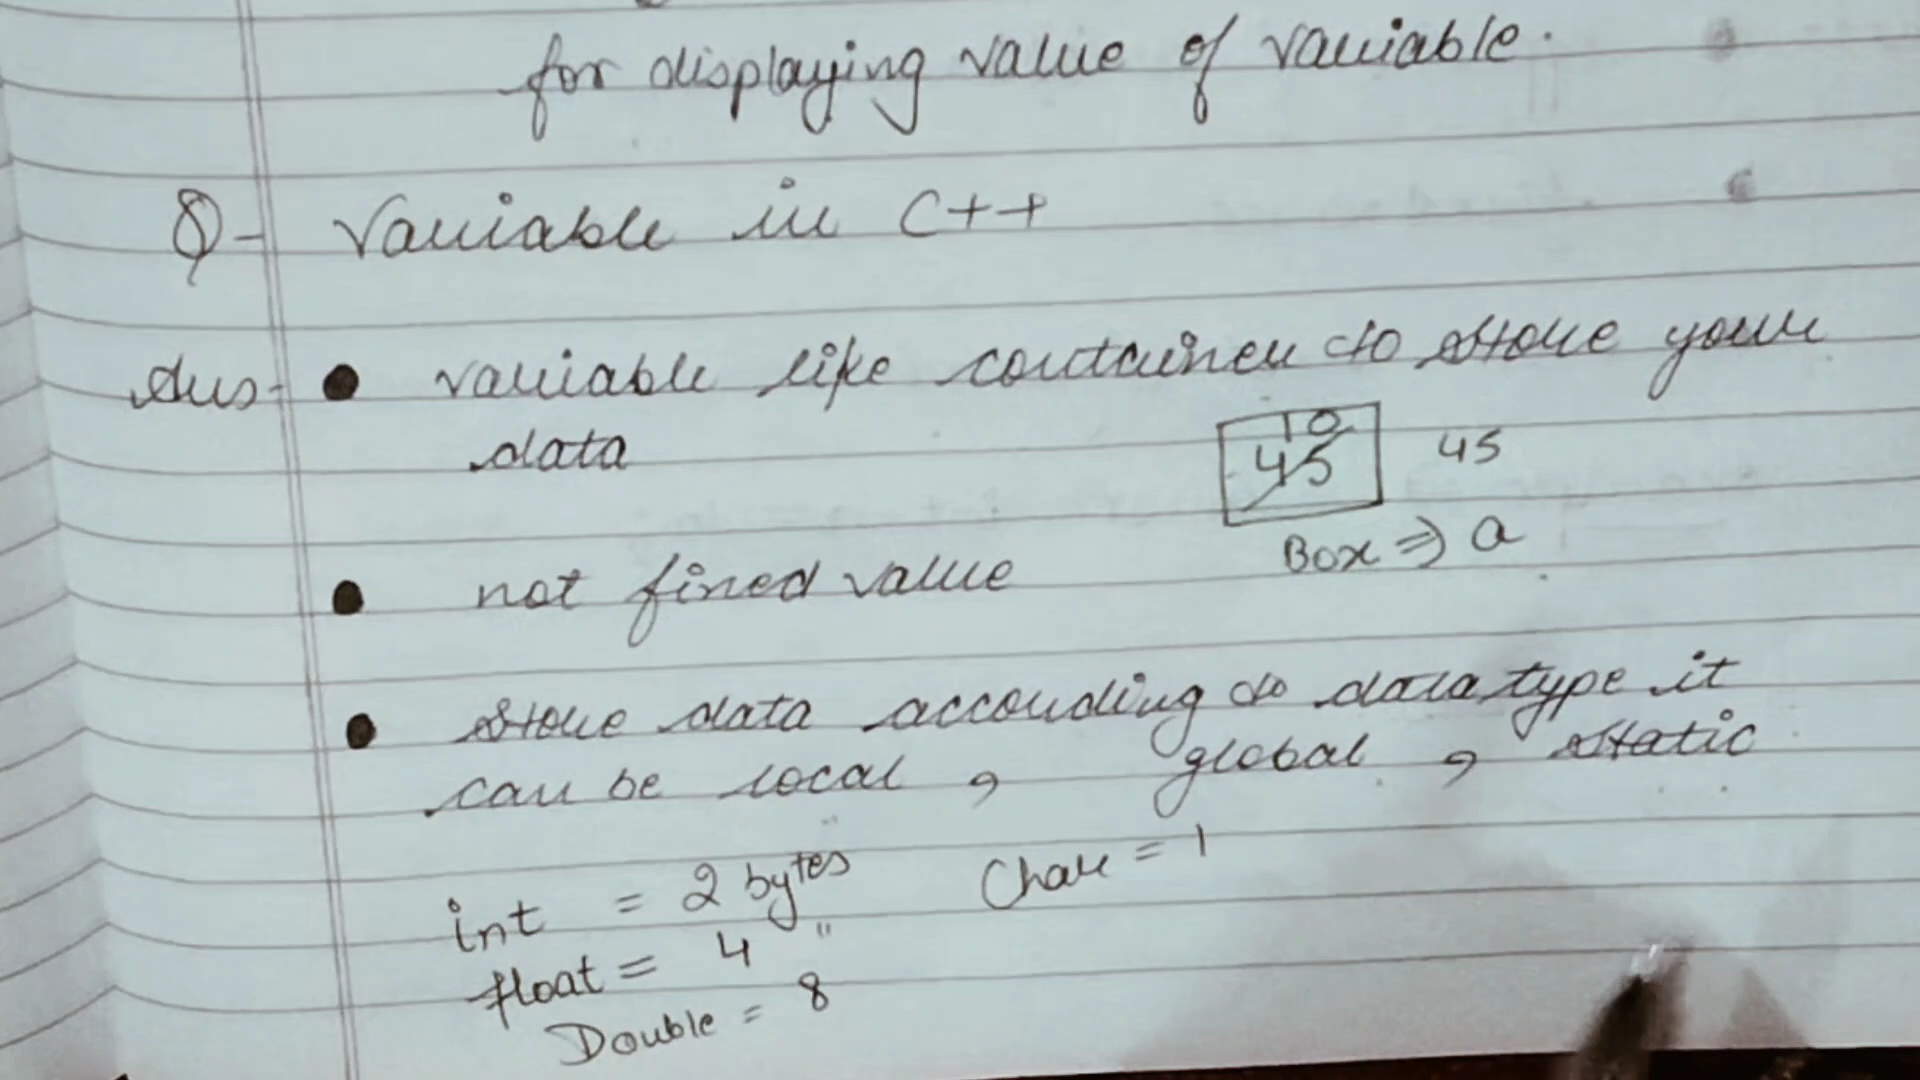 for displaying value of variable.
Q- Variable in C++
Ans- ● variable like container to store your
data
10
45
45
Box ⇒ a
● not fixed value
● store data according to data type it
can be local , global , static
int = 2 bytes
Char = 1
float = 4 "
Double = 8